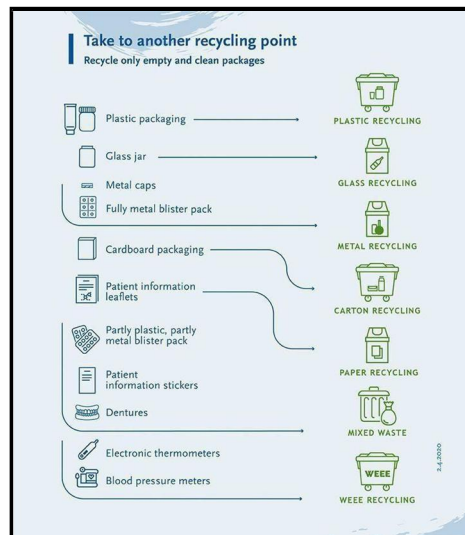 Take to another recycling point
Recycle only empty and clean packages
Plastic packaging
PLASTIC RECYCLING
Glass jar
GLASS RECYCLING
Metal caps
Fully metal blister pack
METAL RECYCLING
Cardboard packaging
CARTON RECYCLING
Patient information
leaflets
PAPER RECYCLING
Partly plastic, partly
metal blister pack
Patient
information stickers
Dentures
MIXED WASTE
Electronic thermometers
Blood pressure meters
WEEE
WEEE RECYCLING
2.4.2020